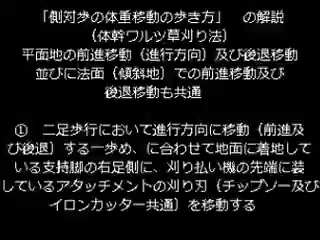 「側対歩の体重移動の歩き方」　の解説
（体幹ワルツ草刈り法）
平面地の前進移動（進行方向）及び後退移動
並びに法面（傾斜地）での前進移動及び
後退移動も共通
①　二足歩行において進行方向に移動（前進及
び後退）する一歩め、に合わせて地面に着地して
いる支持脚の右足側に、刈り払い機の先端に装着
しているアタッチメントの刈り刃（チップソー及び
イロンカッター共通）を移動する